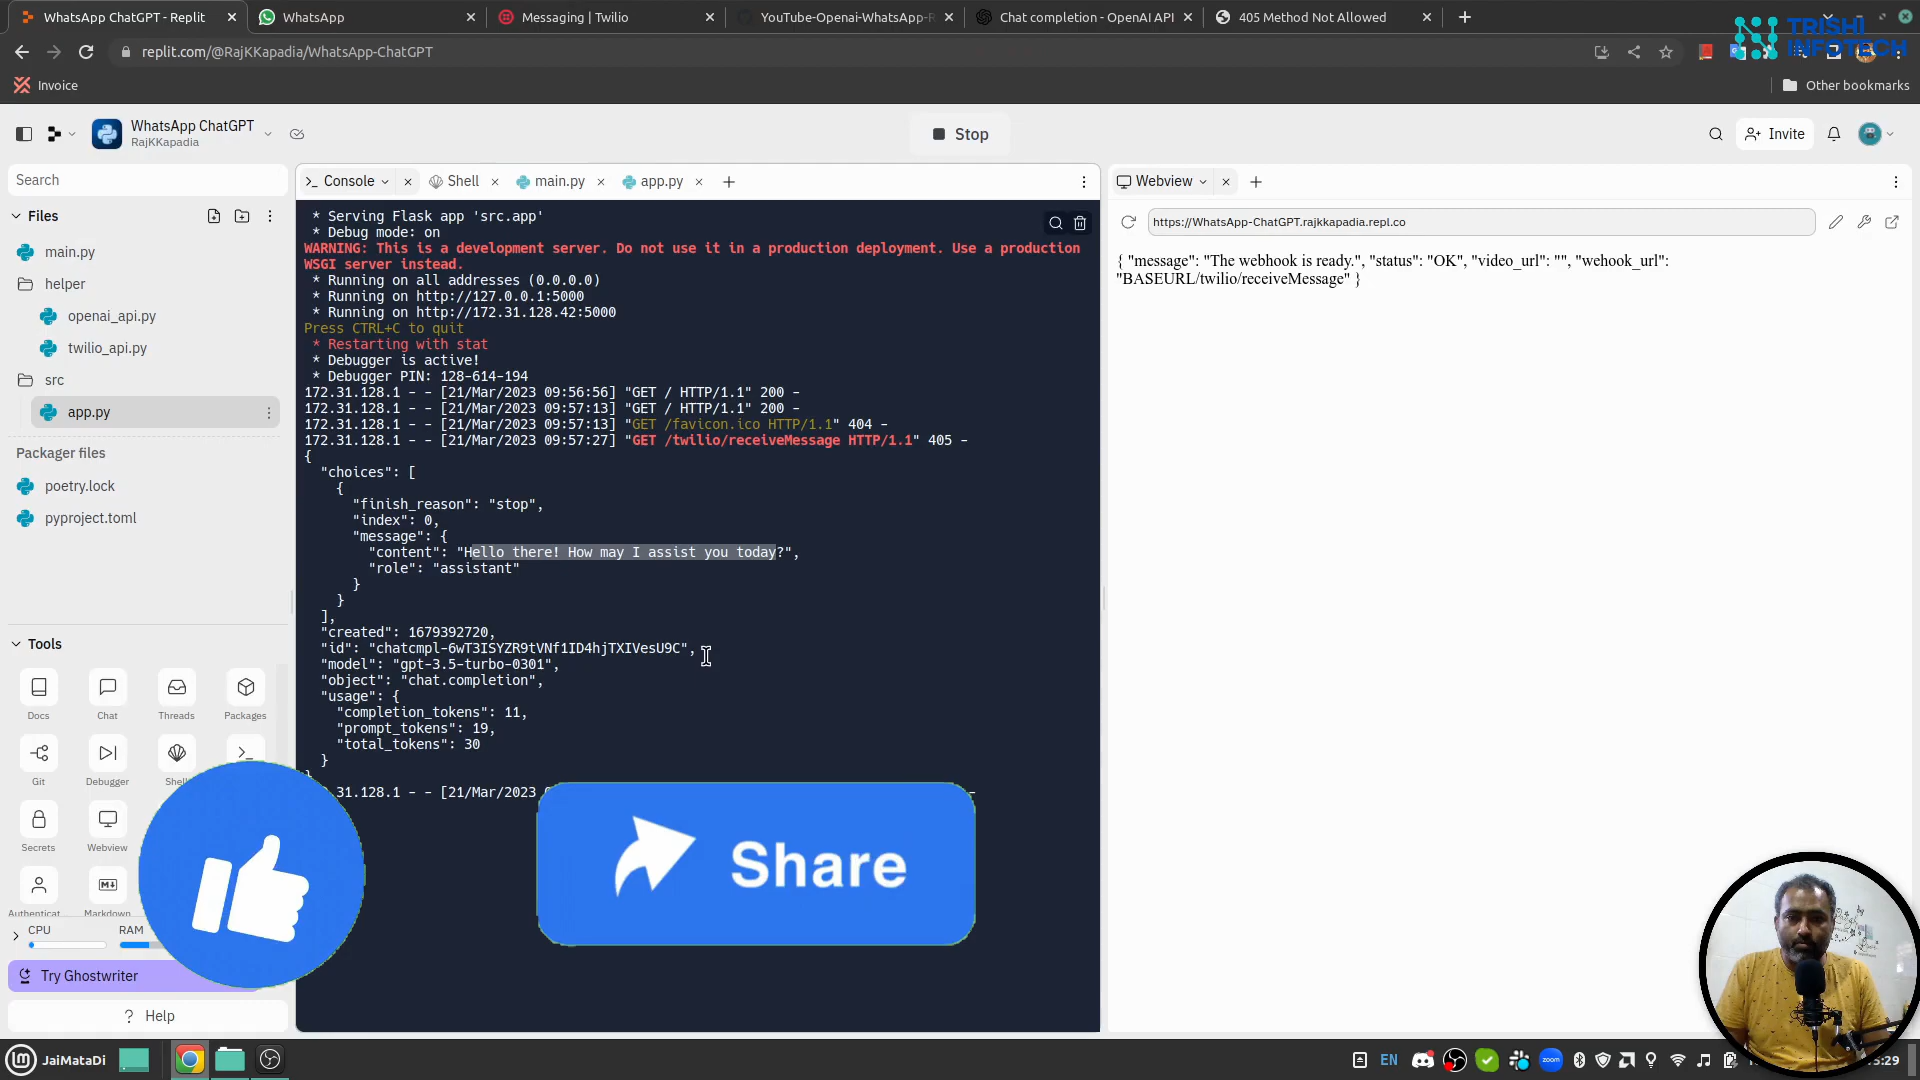 WhatsApp ChatGPT - Replit
WhatsApp
Messaging | Twilio
YouTube-Openai-WhatsApp-R
Chat completion - OpenAI API
405 Method Not Allowed
replit.com/@RajKKapadia/WhatsApp-ChatGPT
TRISHI
INFOTECH
Invoice
Other bookmarks
WhatsApp ChatGPT
RajKKapadia
Stop
Invite
Search
Console
Shell
main.py
app.py
Webview
Files
main.py
helper
openai_api.py
twilio_api.py
src
app.py
Packager files
poetry.lock
pyproject.toml
Tools
Docs
Chat
Threads
Packages
Git
Debugger
Shell
Secrets
Webview
Authenticat
Markdown
CPU
RAM
Try Ghostwriter
? Help
* Serving Flask app 'src.app'
* Debug mode: on
WARNING: This is a development server. Do not use it in a production deployment. Use a production
WSGI server instead.
* Running on all addresses (0.0.0.0)
* Running on http://127.0.0.1:5000
* Running on http://172.31.128.42:5000
Press CTRL+C to quit
* Restarting with stat
* Debugger is active!
* Debugger PIN: 128-614-194
172.31.128.1 - - [21/Mar/2023 09:56:56] "GET / HTTP/1.1" 200 -
172.31.128.1 - - [21/Mar/2023 09:57:13] "GET / HTTP/1.1" 200 -
172.31.128.1 - - [21/Mar/2023 09:57:13] "GET /favicon.ico HTTP/1.1" 404 -
172.31.128.1 - - [21/Mar/2023 09:57:27] "GET /twilio/receiveMessage HTTP/1.1" 405 -
{
"choices": [
{
"finish_reason": "stop",
"index": 0,
"message": {
"content": "Hello there! How may I assist you today?",
"role": "assistant"
}
}
],
"created": 1679392720,
"id": "chatcmpl-6wT3ISYZR9tVNf1ID4hjTXIVesU9C",
"model": "gpt-3.5-turbo-0301",
"object": "chat.completion",
"usage": {
"completion_tokens": 11,
"prompt_tokens": 19,
"total_tokens": 30
}
}
31.128.1 - - [21/Mar/2023
Share
https://WhatsApp-ChatGPT.rajkkapadia.repl.co
{ "message": "The webhook is ready.", "status": "OK", "video_url": "", "wehook_url":
"BASEURL/twilio/receiveMessage" }
JaiMataDi
EN
zoom
:29